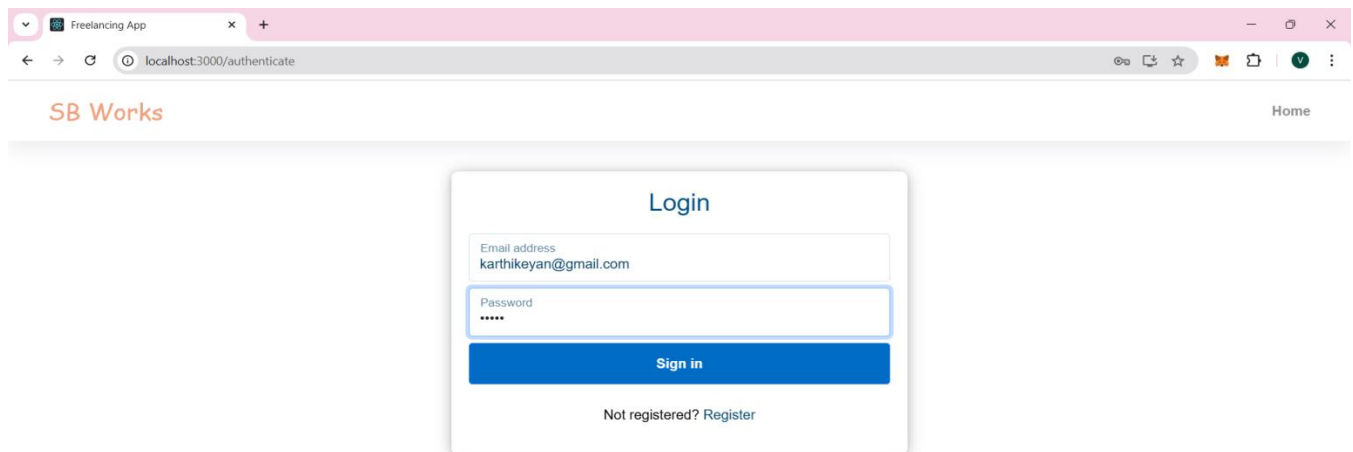 Freelancing App
localhost:3000/authenticate
V
SB Works
Home
Login
Email address
karthikeyan@gmail.com
Password
•••••
Sign in
Not registered? Register